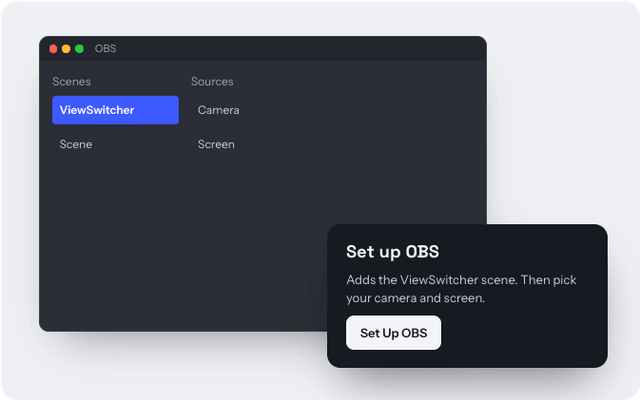 OBS
Scenes
Sources
ViewSwitcher
Camera
Scene
Screen
Set up OBS
Adds the ViewSwitcher scene. Then pick
your camera and screen.
Set Up OBS